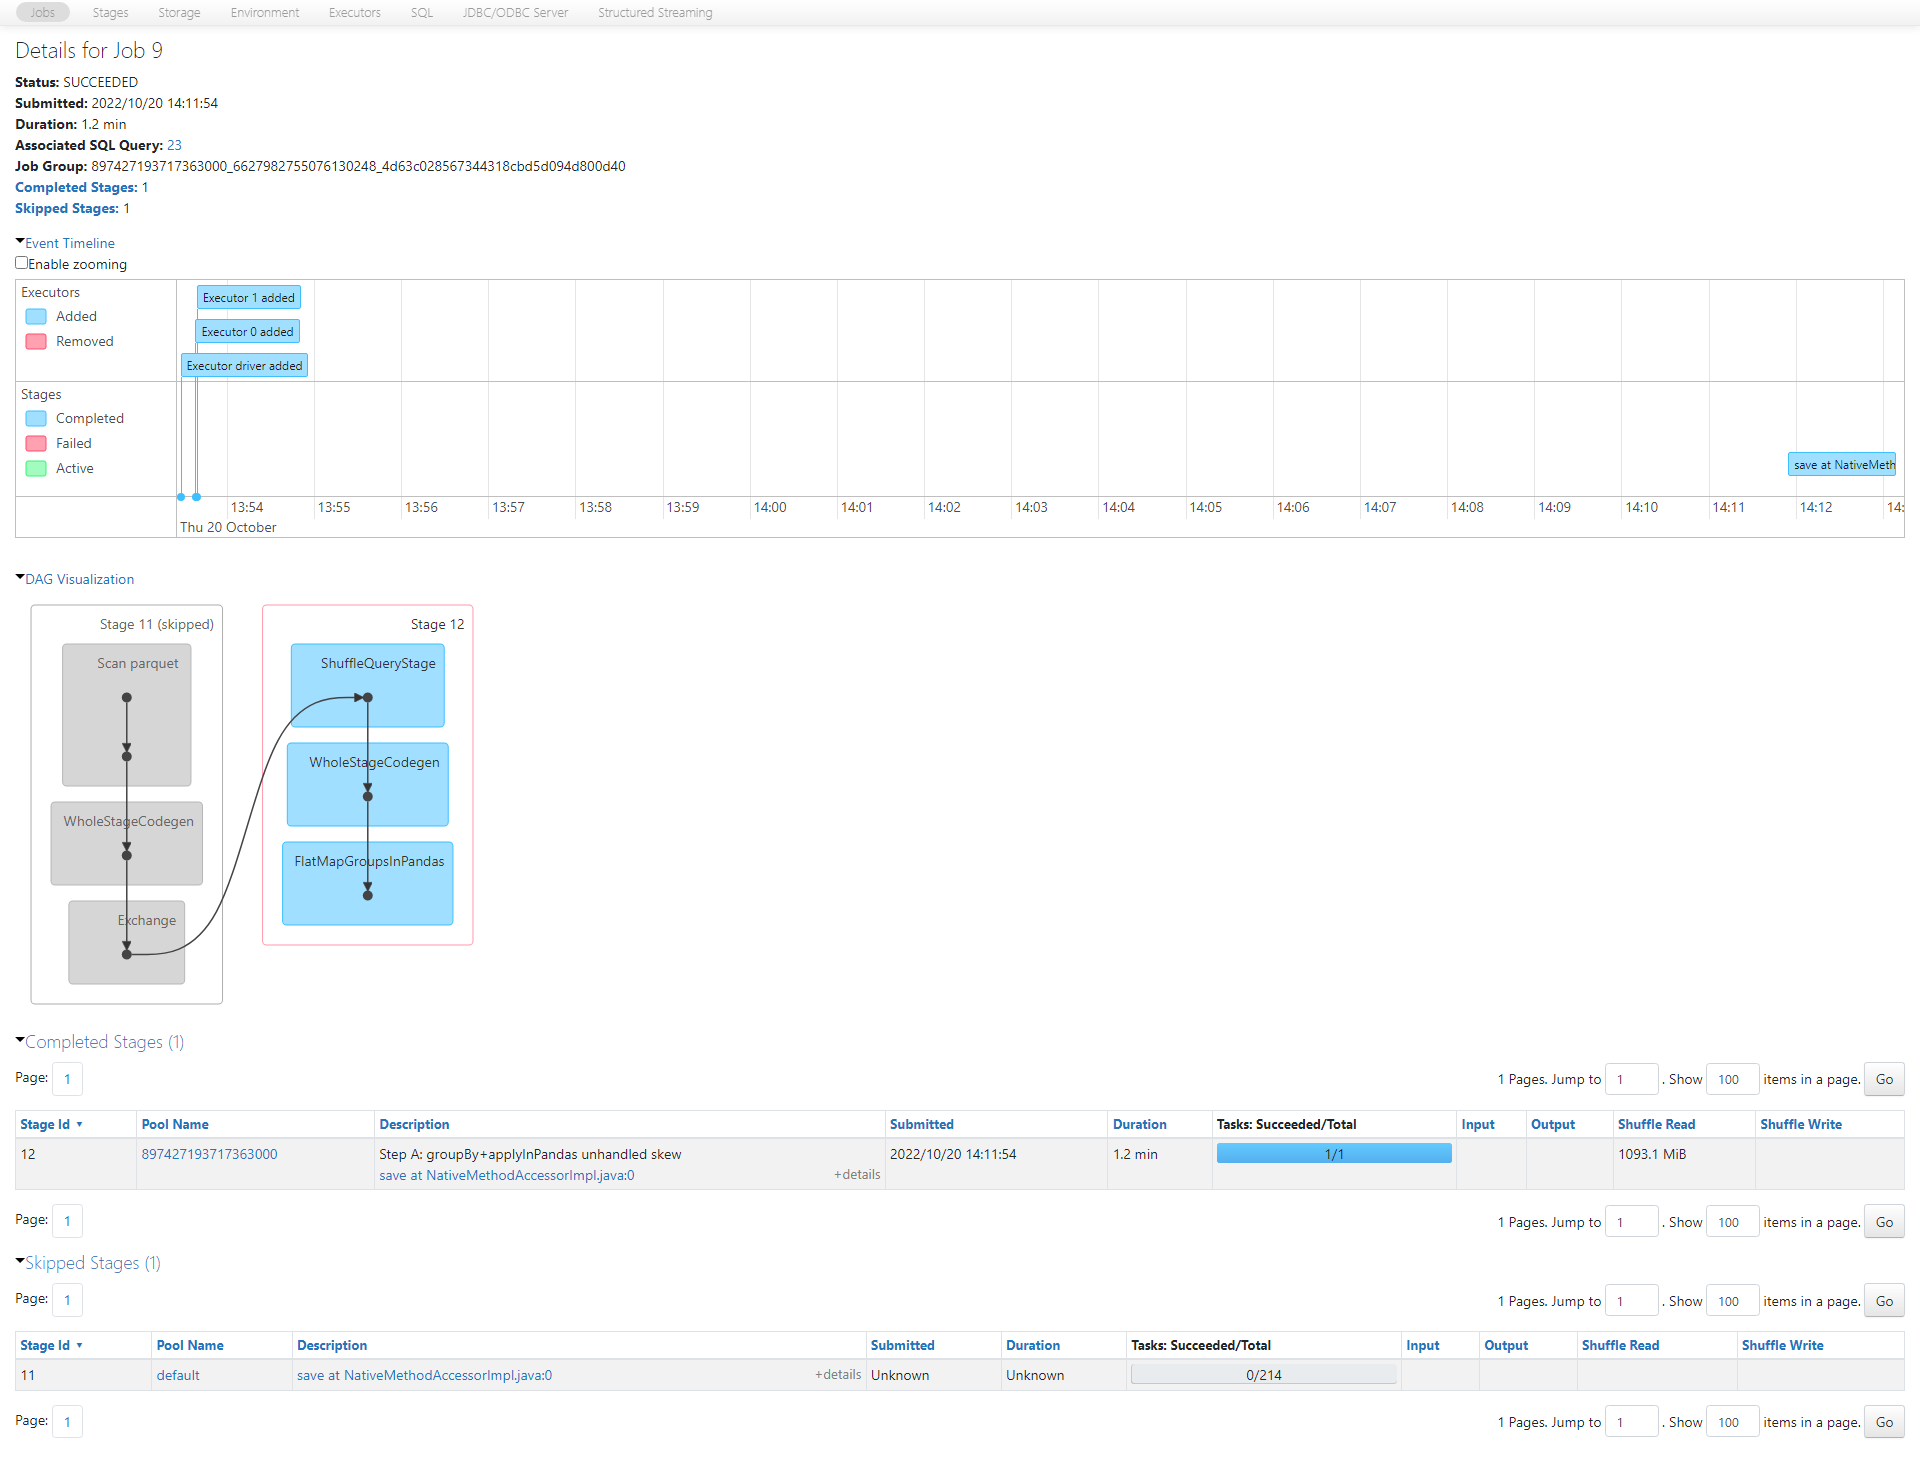 Jobs Stages Storage Environment Executors SQL JDBC/ODBC Server Structured Streaming
Details for Job 9
Status: SUCCEEDED
Submitted: 2022/10/20 14:11:54
Duration: 1.2 min
Associated SQL Query: 23
Job Group: 897427193717363000_6627982755076130248_4d63c028567344318cbd5d094d800d40
Completed Stages: 1
Skipped Stages: 1
Event Timeline
Enable zooming
Executors
Added
Removed
Executor 1 added
Executor 0 added
Executor driver added
Stages
Completed
Failed
Active
save at NativeMeth
13:54 13:55 13:56 13:57 13:58 13:59 14:00 14:01 14:02 14:03 14:04 14:05 14:06 14:07 14:08 14:09 14:10 14:11 14:12 14:
Thu 20 October
DAG Visualization
Stage 11 (skipped)
Scan parquet
WholeStageCodegen
Exchange
Stage 12
ShuffleQueryStage
WholeStageCodegen
FlatMapGroupsInPandas
Completed Stages (1)
Page: 1 1 Pages. Jump to 1 . Show 100 items in a page. Go
Stage Id ▾ Pool Name Description Submitted Duration Tasks: Succeeded/Total Input Output Shuffle Read Shuffle Write
12 897427193717363000 Step A: groupBy+applyInPandas unhandled skew 2022/10/20 14:11:54 1.2 min 1/1 1093.1 MiB
save at NativeMethodAccessorImpl.java:0 +details
Page: 1 1 Pages. Jump to 1 . Show 100 items in a page. Go
Skipped Stages (1)
Page: 1 1 Pages. Jump to 1 . Show 100 items in a page. Go
Stage Id ▾ Pool Name Description Submitted Duration Tasks: Succeeded/Total Input Output Shuffle Read Shuffle Write
11 default save at NativeMethodAccessorImpl.java:0 +details Unknown Unknown 0/214
Page: 1 1 Pages. Jump to 1 . Show 100 items in a page. Go